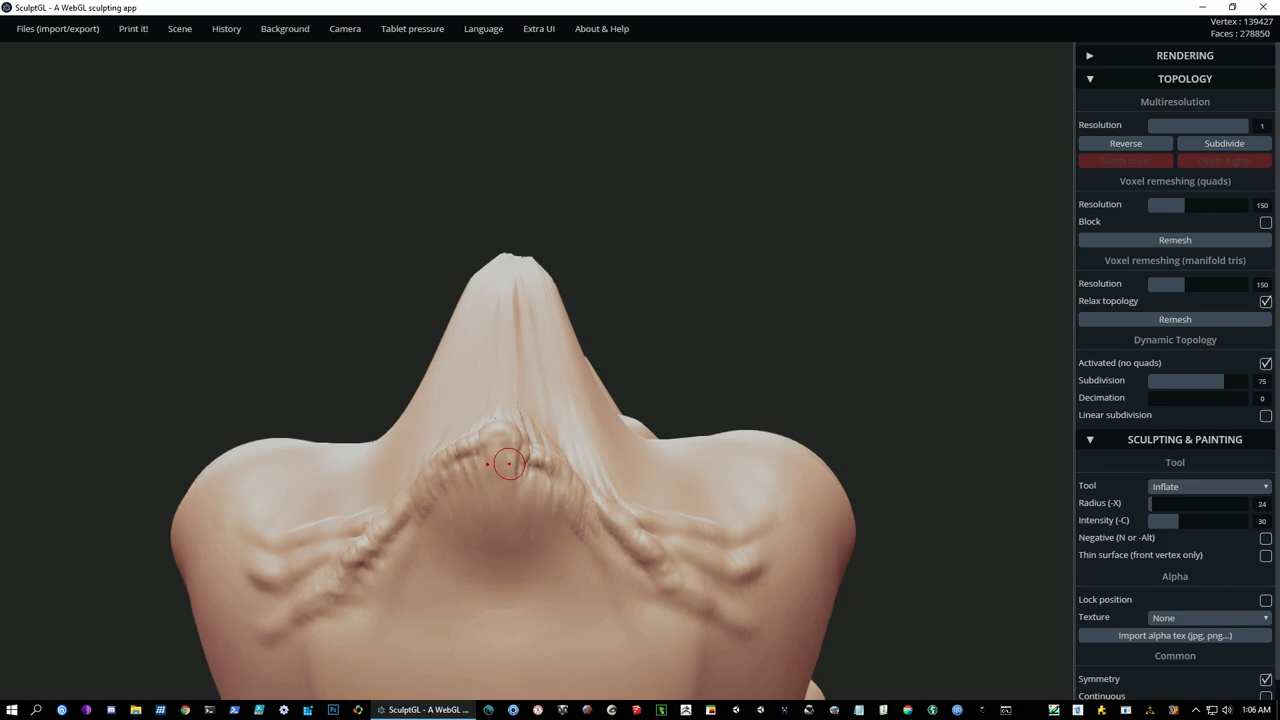 SculptGL - A WebGL sculpting app
Files (import/export) Print it! Scene History Background Camera Tablet pressure Language Extra UI About & Help
Vertex : 139427
Faces : 278850
RENDERING
TOPOLOGY
Multiresolution
Resolution 1
Reverse Subdivide
Delete lower Delete higher
Voxel remeshing (quads)
Resolution 150
Block
Remesh
Voxel remeshing (manifold tris)
Resolution 150
Relax topology
Remesh
Dynamic Topology
Activated (no quads)
Subdivision 75
Decimation 0
Linear subdivision
SCULPTING & PAINTING
Tool
Tool Inflate
Radius (-X) 24
Intensity (-C) 30
Negative (N or -Alt)
Thin surface (front vertex only)
Alpha
Lock position
Texture None
Import alpha tex (jpg, png...)
Common
Symmetry
Continuous
SculptGL - A WebGL ...
1:06 AM